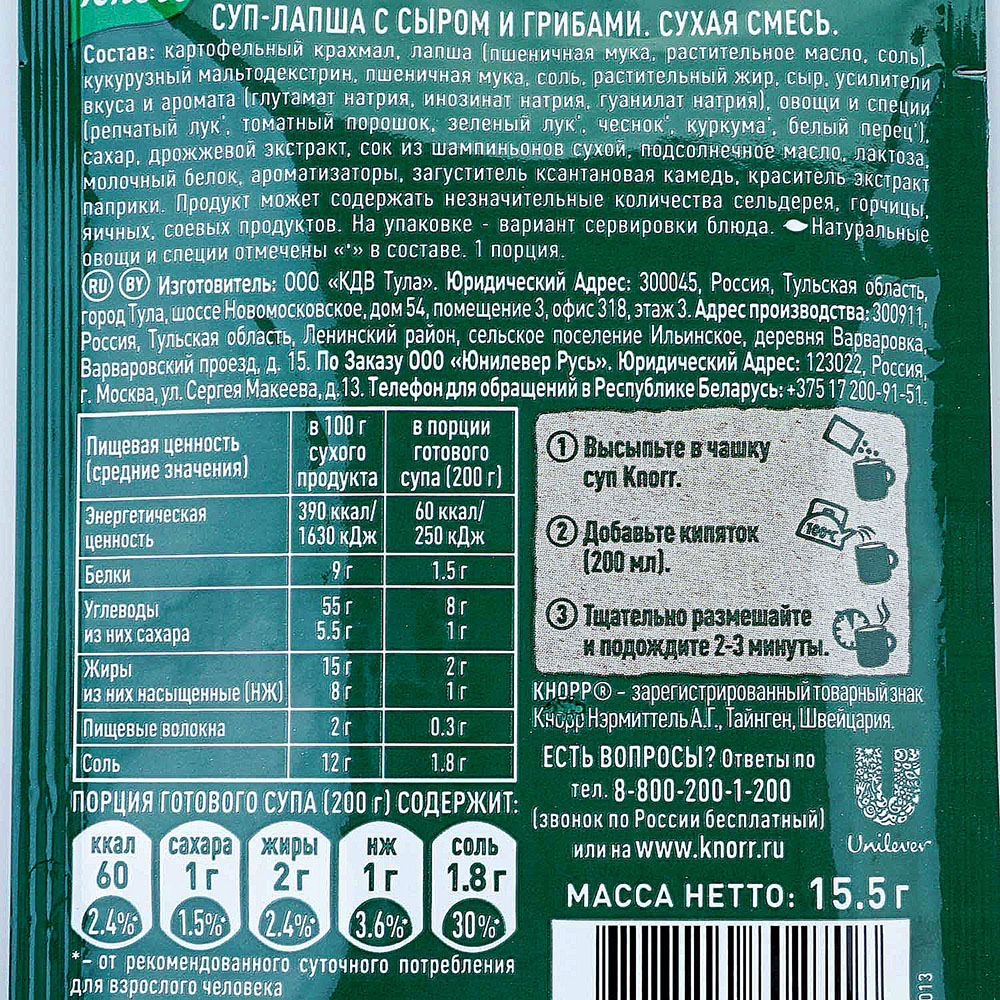 Knorr
СУП-ЛАПША С СЫРОМ И ГРИБАМИ. СУХАЯ СМЕСЬ.
Состав: картофельный крахмал, лапша (пшеничная мука, растительное масло, соль),
кукурузный мальтодекстрин, пшеничная мука, соль, растительный жир, сыр, усилители
вкуса и аромата (глутамат натрия, инозинат натрия, гуанилат натрия), овощи и специи
(репчатый лук*, томатный порошок, зеленый лук*, чеснок*, куркума*, белый перец*),
сахар, дрожжевой экстракт, сок из шампиньонов сухой, подсолнечное масло, лактоза,
молочный белок, ароматизаторы, загуститель ксантановая камедь, краситель экстракт
паприки. Продукт может содержать незначительные количества сельдерея, горчицы,
яичных, соевых продуктов. На упаковке - вариант сервировки блюда. Натуральные
овощи и специи отмечены «*» в составе. 1 порция.
RU BY Изготовитель: ООО «КДВ Тула». Юридический Адрес: 300045, Россия, Тульская область,
город Тула, шоссе Новомосковское, дом 54, помещение 3, офис 318, этаж 3. Адрес производства: 300911,
Россия, Тульская область, Ленинский район, сельское поселение Ильинское, деревня Варваровка,
Варваровский проезд, д. 15. По Заказу ООО «Юнилевер Русь». Юридический Адрес: 123022, Россия,
г. Москва, ул. Сергея Макеева, д.13. Телефон для обращений в Республике Беларусь: +375 17 200-91-51.
Пищевая ценность (средние значения) в 100 г сухого продукта в порции готового супа (200 г)
Энергетическая ценность 390 ккал/ 1630 кДж 60 ккал/ 250 кДж
Белки 9 г 1.5 г
Углеводы 55 г 8 г
из них сахара 5.5 г 1 г
Жиры 15 г 2 г
из них насыщенные (НЖ) 8 г 1 г
Пищевые волокна 2 г 0.3 г
Соль 12 г 1.8 г
ПОРЦИЯ ГОТОВОГО СУПА (200 г) СОДЕРЖИТ:
ккал сахара жиры нж соль
60 1 г 2 г 1 г 1.8 г
2.4%* 1.5%* 2.4%* 3.6%* 30%*
*- от рекомендованного суточного потребления
для взрослого человека
1 Высыпьте в чашку
суп Knorr.
2 Добавьте кипяток
(200 мл).
100°C
3 Тщательно размешайте
и подождите 2-3 минуты.
КНОРР® - зарегистрированный товарный знак
Кнорр Нэрмиттель А.Г., Тайнген, Швейцария.
ЕСТЬ ВОПРОСЫ? Ответы по
тел. 8-800-200-1-200
(звонок по России бесплатный)
или на www.knorr.ru
Unilever
МАССА НЕТТО: 15.5 г